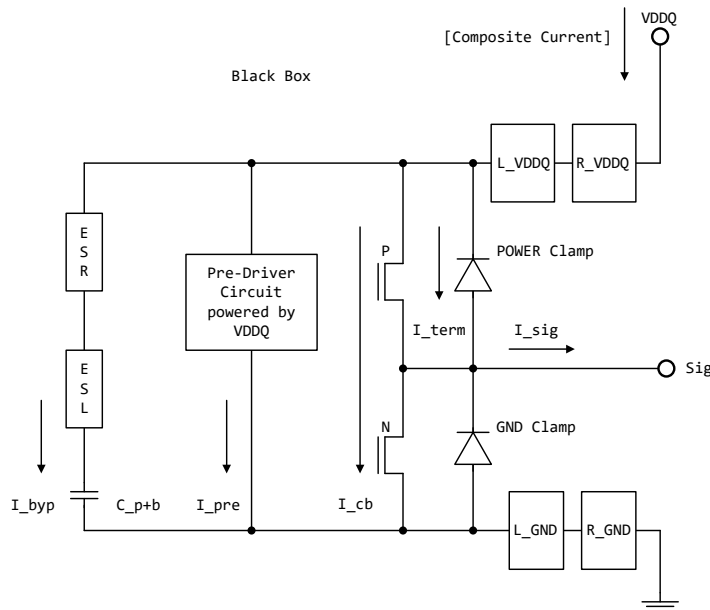 VDDQ
[Composite Current]
Black Box
L_VDDQ
R_VDDQ
E
S
R
P
POWER Clamp
Pre-Driver
Circuit
powered by
VDDQ
I_term
I_sig
Sig
E
S
L
N
GND Clamp
I_byp
C_p+b
I_pre
I_cb
L_GND
R_GND